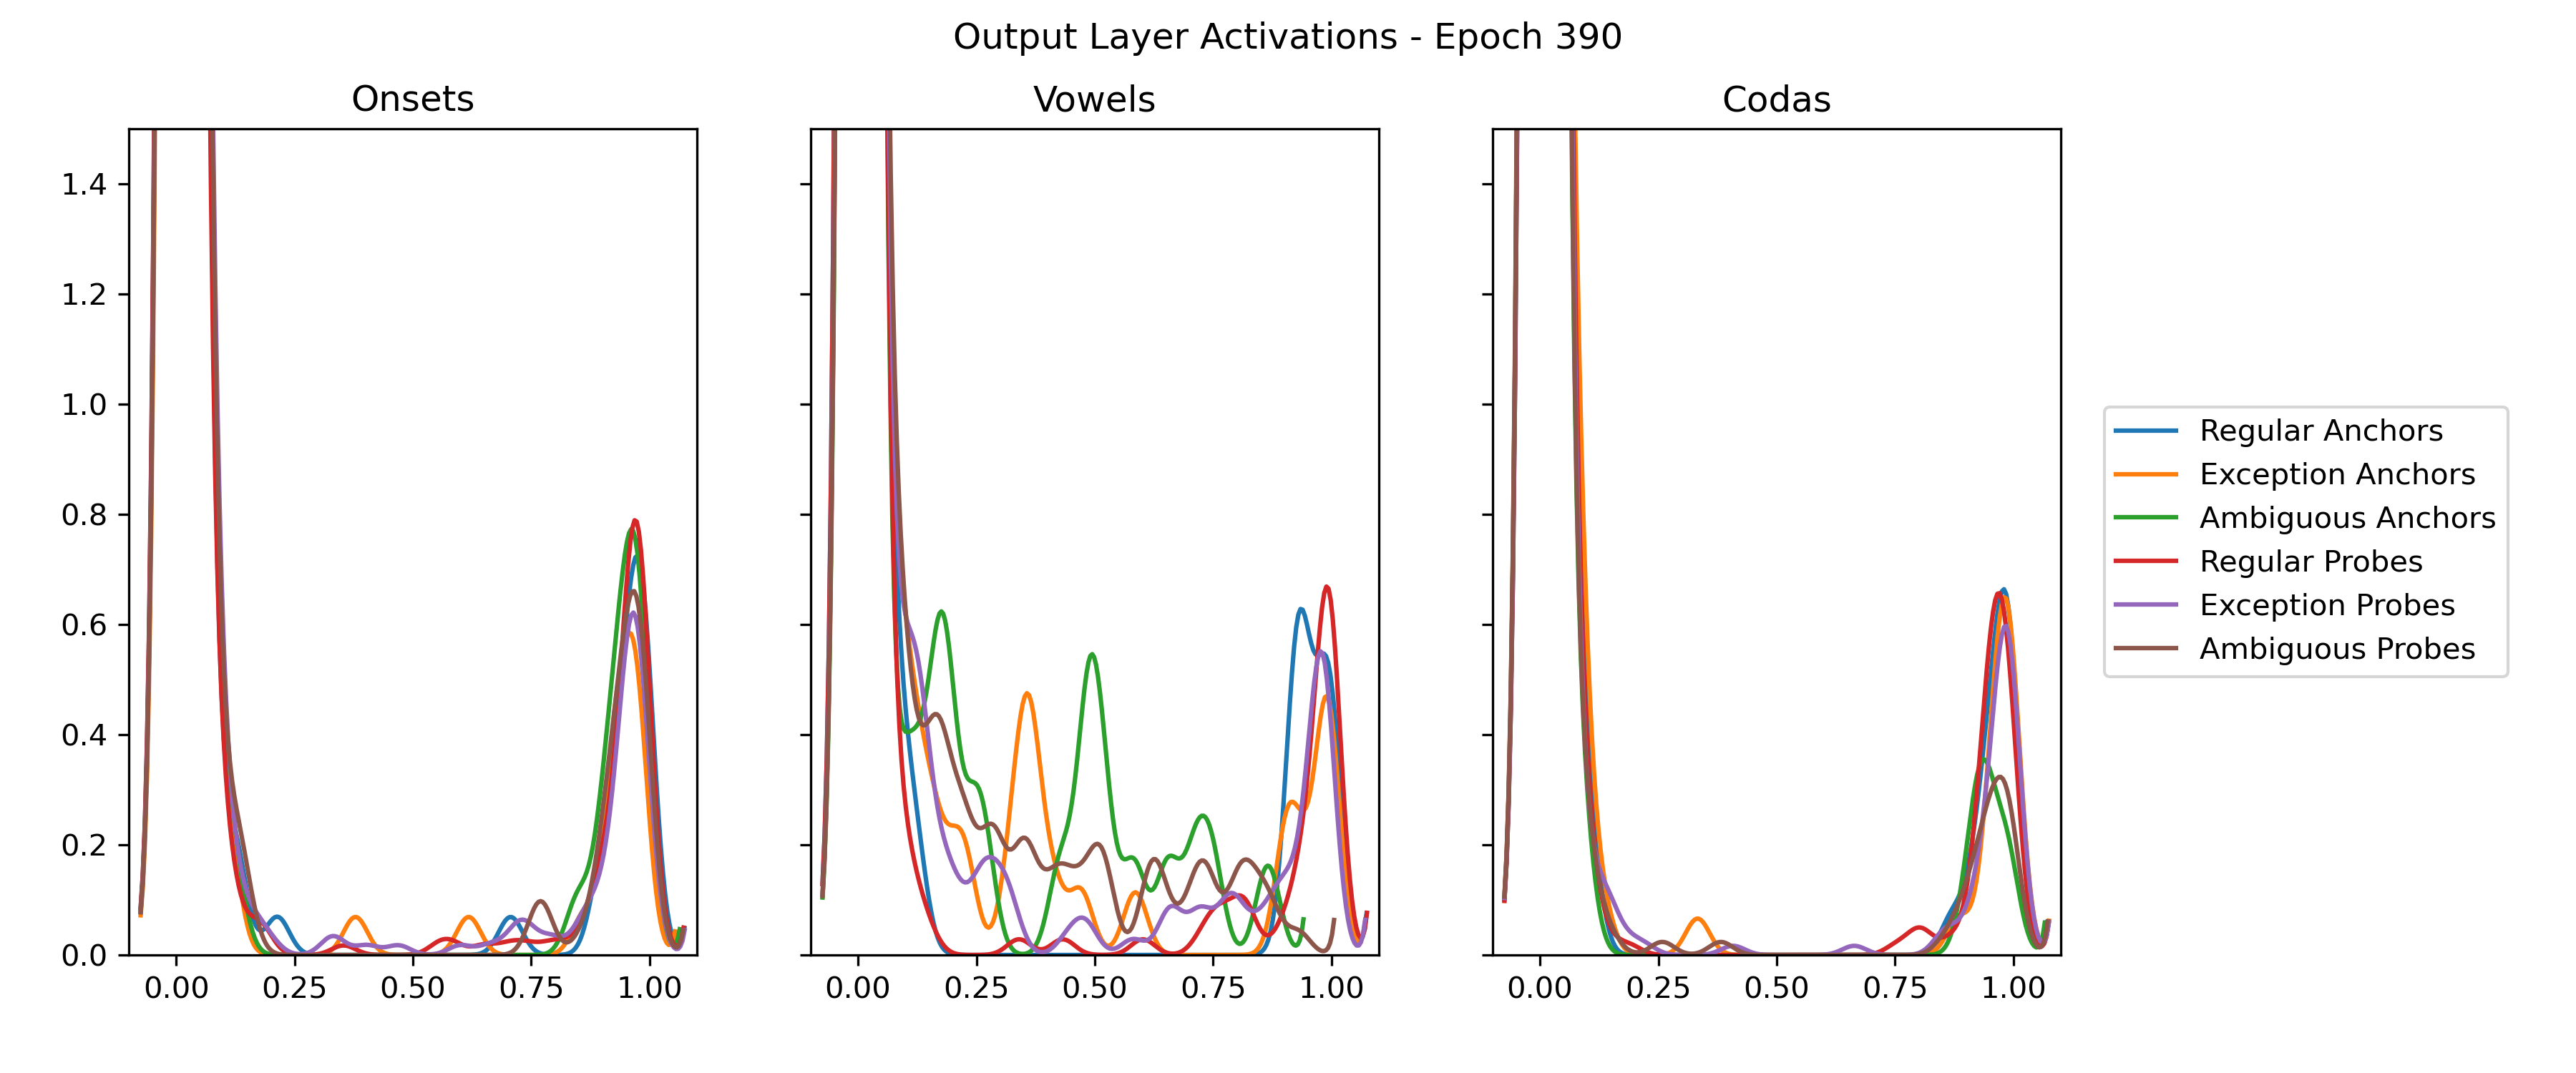 Output Layer Activations - Epoch 390
Onsets
Vowels
Codas
1.4
1.2
1.0
0.8
0.6
0.4
0.2
0.0
0.00 0.25 0.50 0.75 1.00
0.00 0.25 0.50 0.75 1.00
0.00 0.25 0.50 0.75 1.00
Regular Anchors
Exception Anchors
Ambiguous Anchors
Regular Probes
Exception Probes
Ambiguous Probes